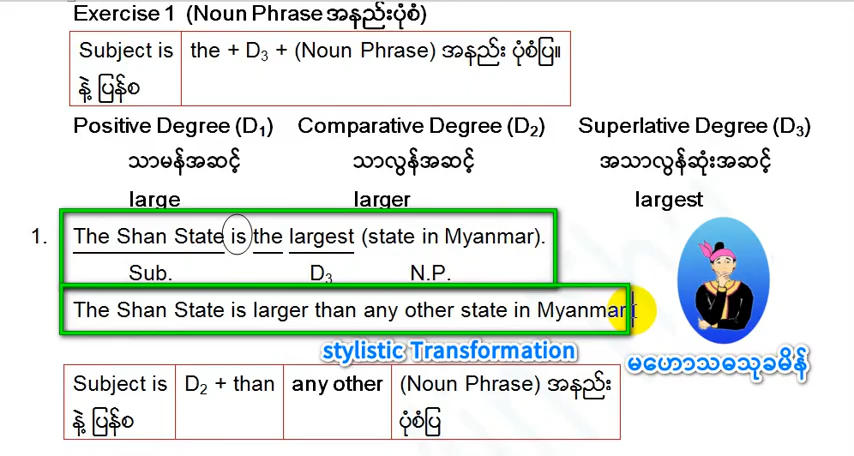 Exercise 1 (Noun Phrase အနည်းပုံစံ)
Subject is the + D₃ + (Noun Phrase) အနည်း ပုံစံပြ။
နဲ့ ပြန်စ
Positive Degree (D₁) Comparative Degree (D₂) Superlative Degree (D₃)
သာမန်အဆင့် သာလွန်အဆင့် အသာလွန်ဆုံးအဆင့်
large larger largest
1. The Shan State is the largest (state in Myanmar).
Sub. D₃ N.P.
The Shan State is larger than any other state in Myanmar.
stylistic Transformation
မဟောသဓသုခမိန်
Subject is D₂ + than any other (Noun Phrase) အနည်း
နဲ့ ပြန်စ ပုံစံပြ